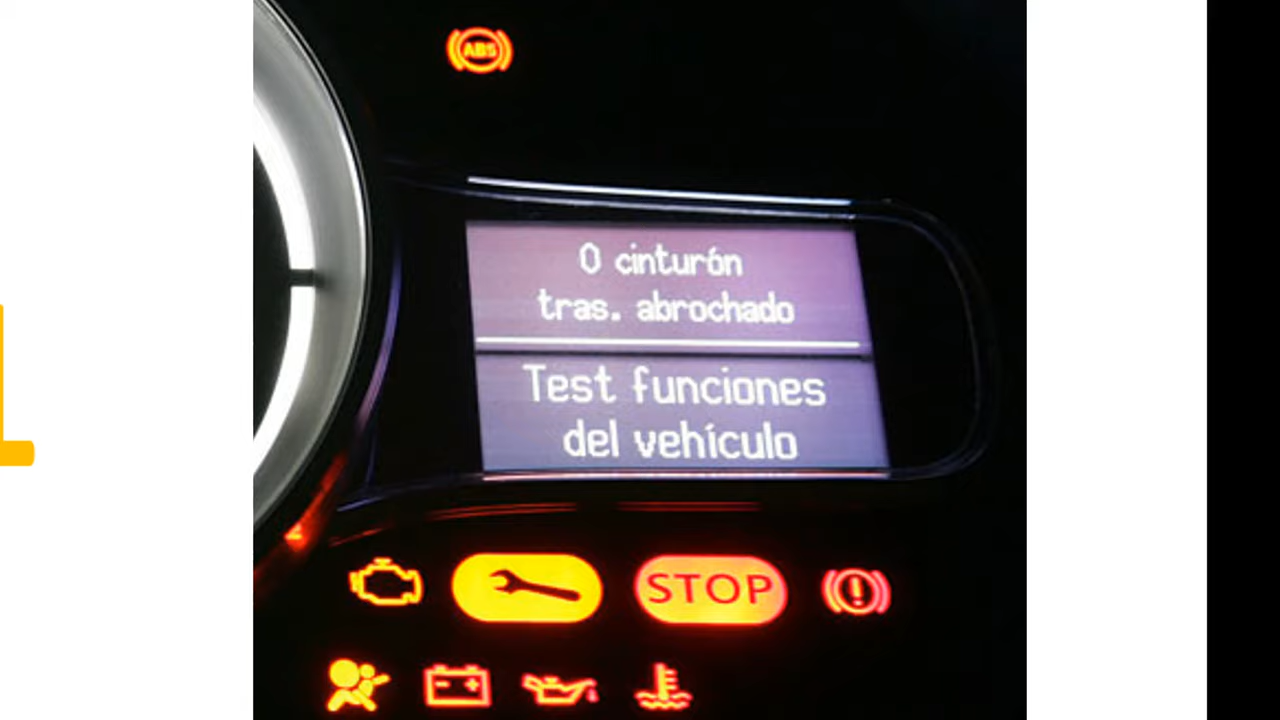 ABS
0 cinturón
tras. abrochado
Test funciones
del vehículo
STOP